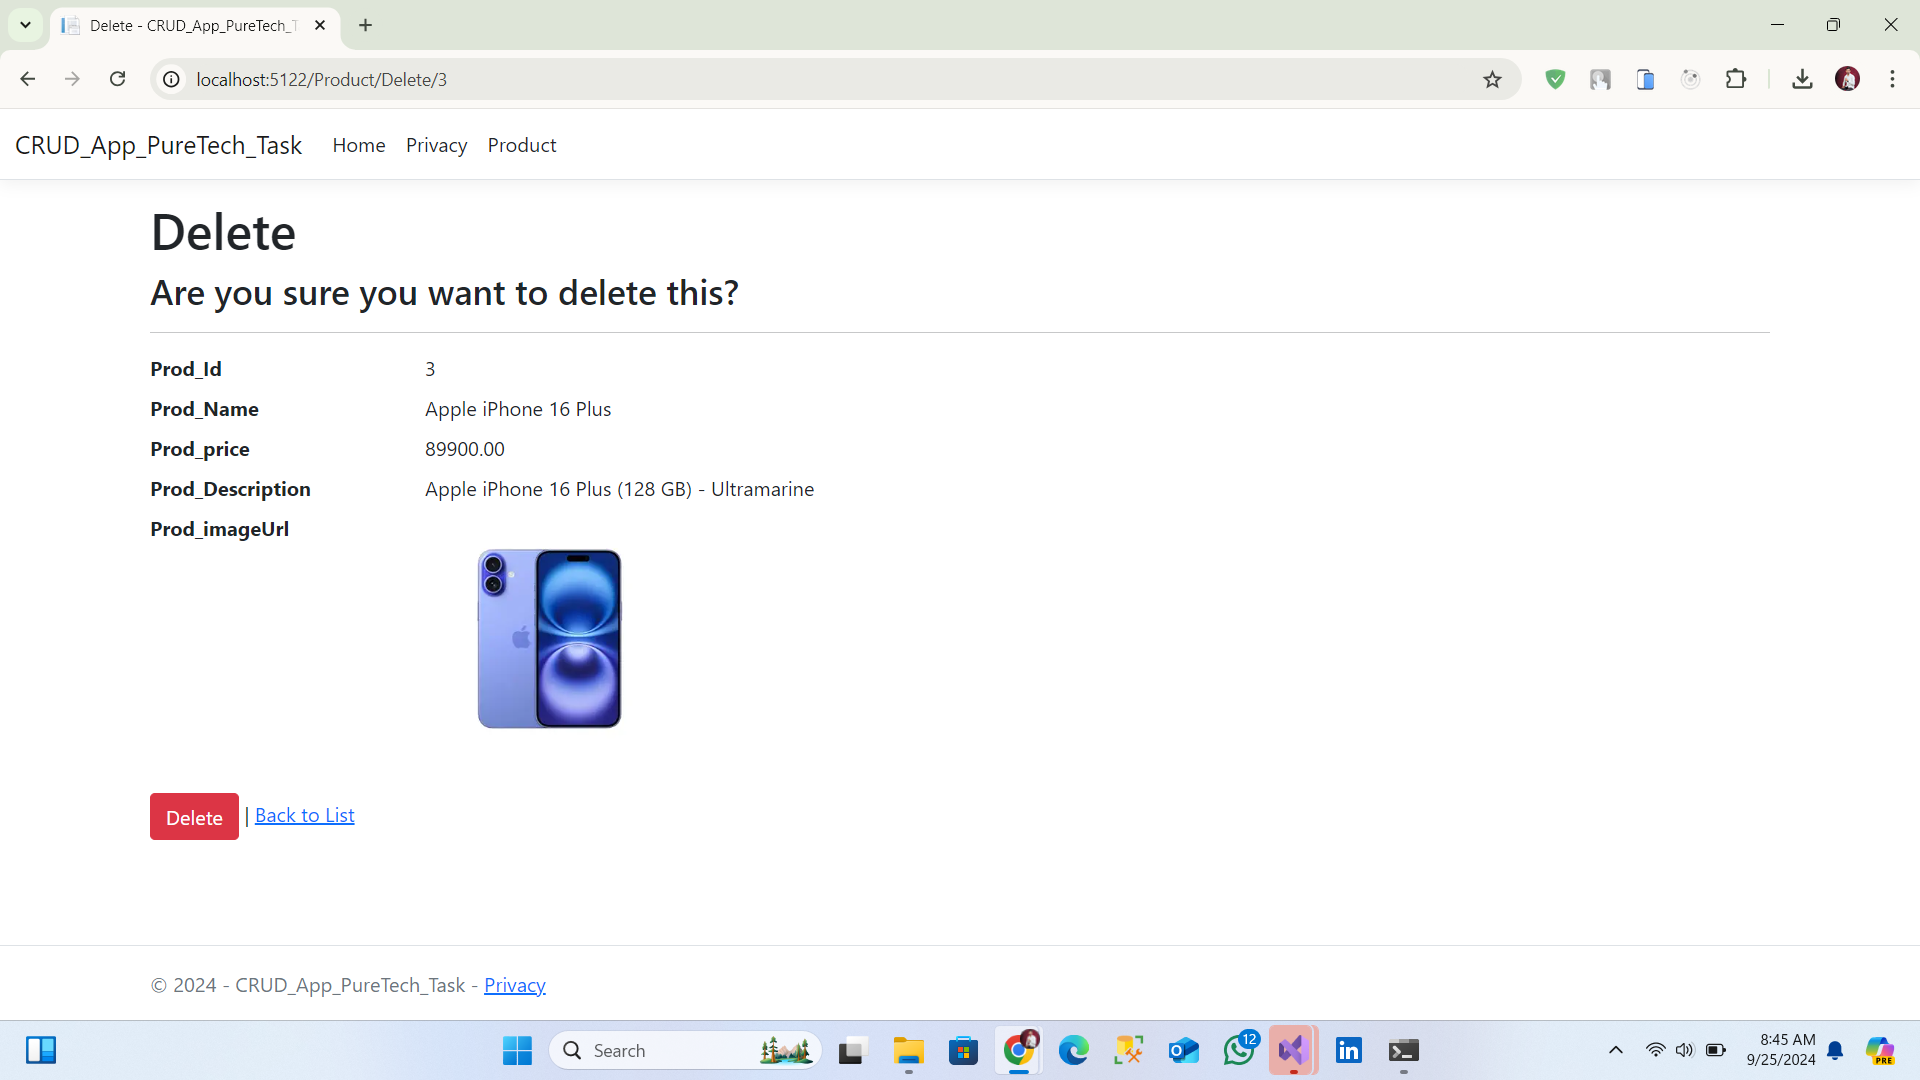 Delete - CRUD_App_PureTech_T
localhost:5122/Product/Delete/3
CRUD_App_PureTech_Task Home Privacy Product
Delete
Are you sure you want to delete this?
Prod_Id 3
Prod_Name Apple iPhone 16 Plus
Prod_price 89900.00
Prod_Description Apple iPhone 16 Plus (128 GB) - Ultramarine
Prod_imageUrl
Delete | Back to List
© 2024 - CRUD_App_PureTech_Task - Privacy
Search
12
in
8:45 AM
9/25/2024
PRE